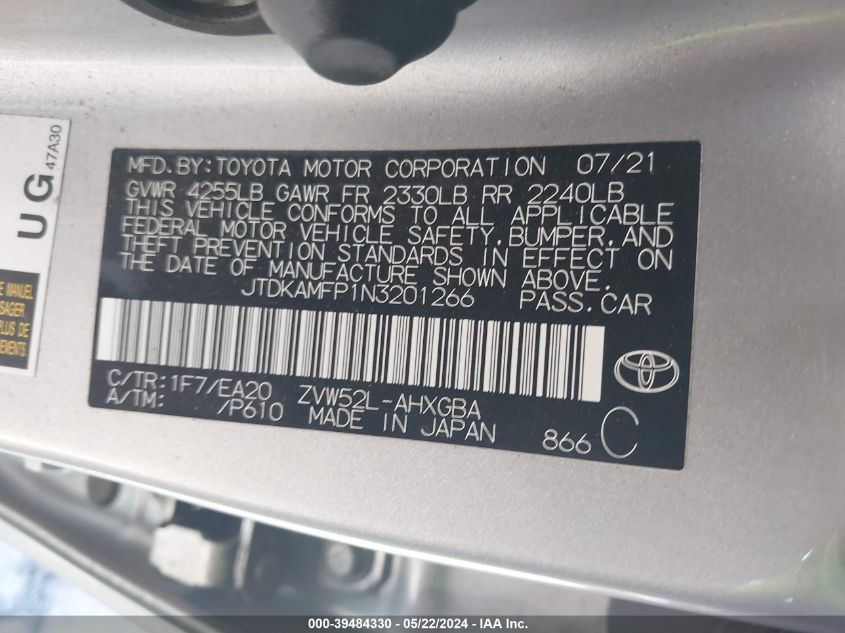 MFD. BY: TOYOTA MOTOR CORPORATION 07/21
GVWR 4255LB GAWR FR 2330LB RR 2240LB
THIS VEHICLE CONFORMS TO ALL APPLICABLE
FEDERAL MOTOR VEHICLE SAFETY, BUMPER, AND
THEFT PREVENTION STANDARDS IN EFFECT ON
THE DATE OF MANUFACTURE SHOWN ABOVE.
JTDKAMFP1N3201266 PASS. CAR
C/TR: 1F7/EA20 ZVW52L-AHXGBA
A/TM: /P610 MADE IN JAPAN 866 C
UG 47A30
MANUEL
PLUS DE
000-39484330 - 05/22/2024 - IAA Inc.